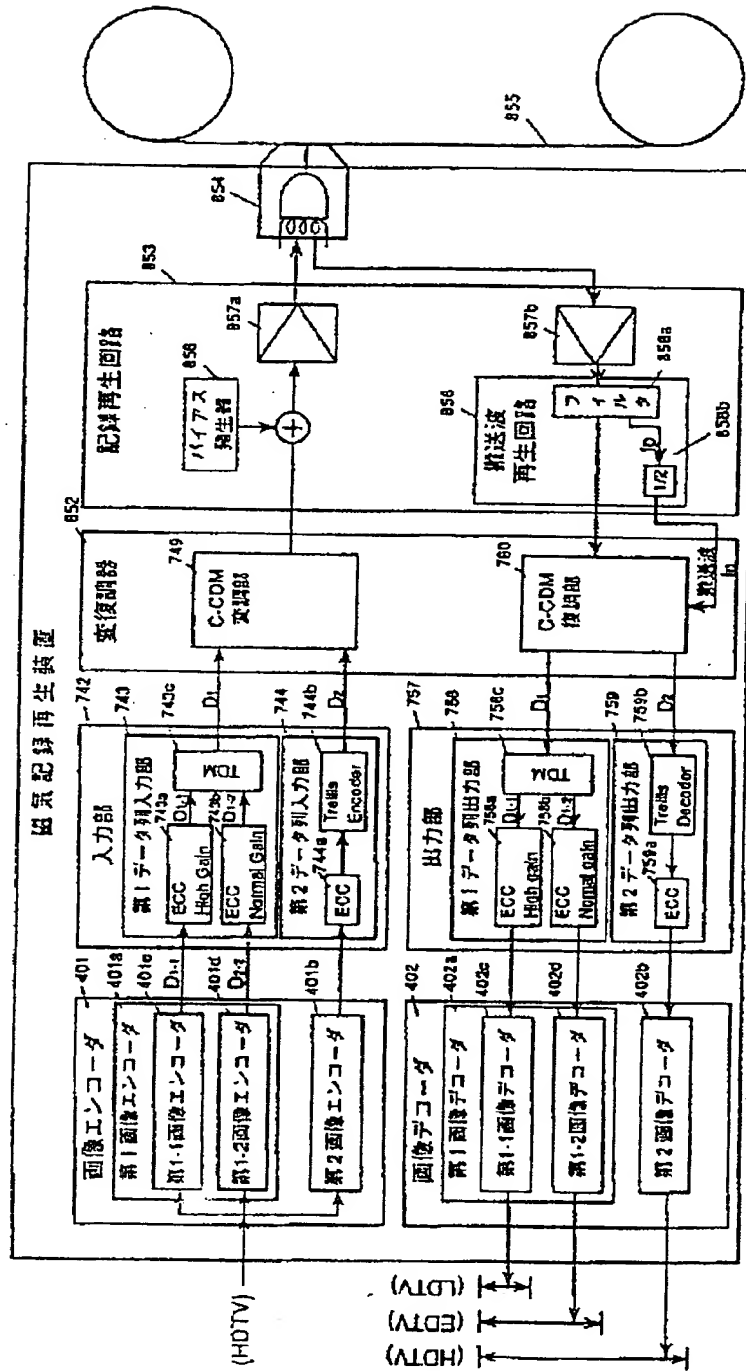 磁気記録再生装置
(HDTV)
401
画像エンコーダ
401a
第1画像エンコーダ
401c
第1-1画像エンコーダ
401d
第1-2画像エンコーダ
401b
第2画像エンコーダ
D1-1
D1-2
742
入力部
743
第1データ列入力部
743a
ECC
High Gain
D1-1
743b
ECC
Normal Gain
D1-2
743c
TDM
744
第2データ列入力部
744a
ECC
744b
Trellis
Encoder
D1
D2
852
変復調器
749
C-CDM
変調部
853
記録再生回路
856
バイアス
発生器
857a
854
855
402
画像デコーダ
402a
第1画像デコーダ
402c
第1-1画像デコーダ
402d
第1-2画像デコーダ
402b
第2画像デコーダ
757
出力部
758
第1データ列出力部
758a
ECC
High gain
D1-1
758b
ECC
Normal gain
D1-2
758c
TDM
759
第2データ列出力部
759a
ECC
759b
Trellis
Decoder
D1
D2
760
C-CDM
復調部
搬送波
857b
搬送波
再生回路
858a
フィルタ
858b
1/2
(LDTV)
(EDTV)
(HDTV)